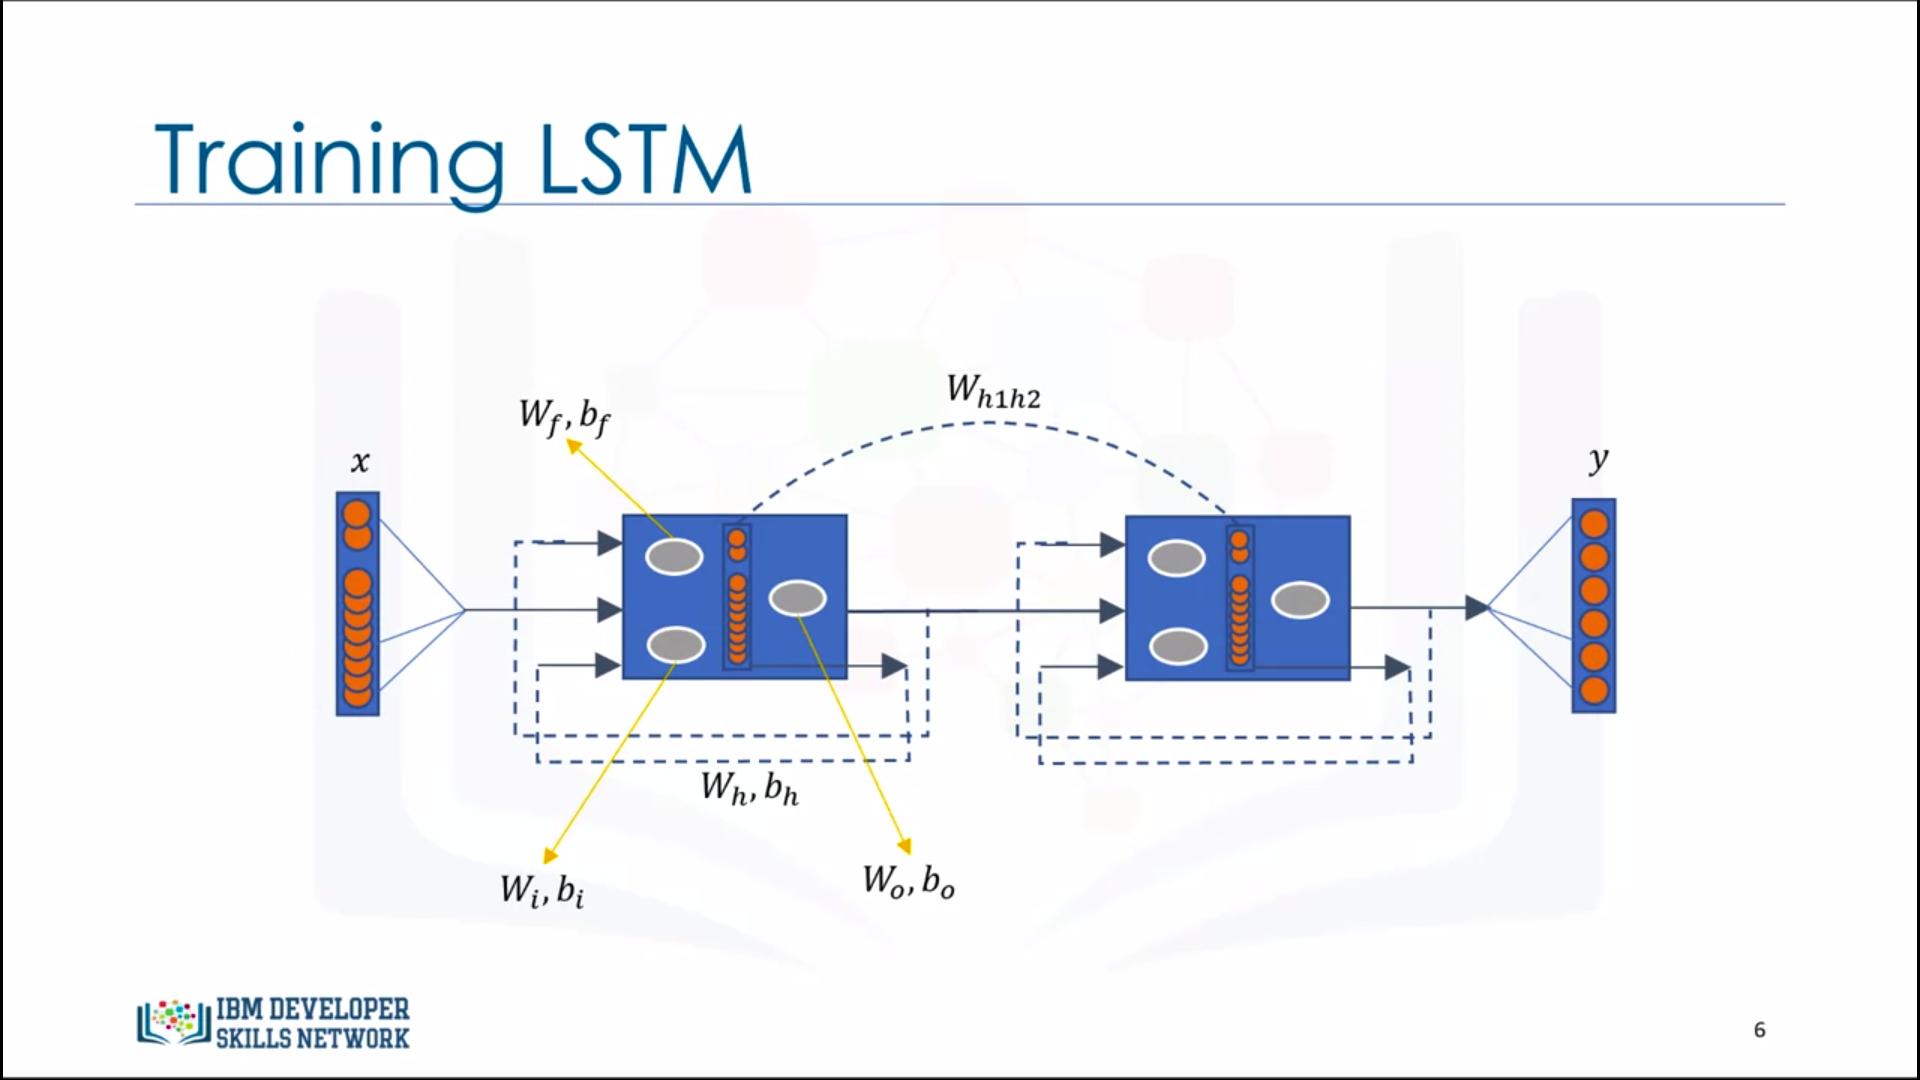 Training LSTM
W_{h1h2}
W_f, b_f
x
y
W_h, b_h
W_i, b_i
W_o, b_o
IBM DEVELOPER
SKILLS NETWORK
6